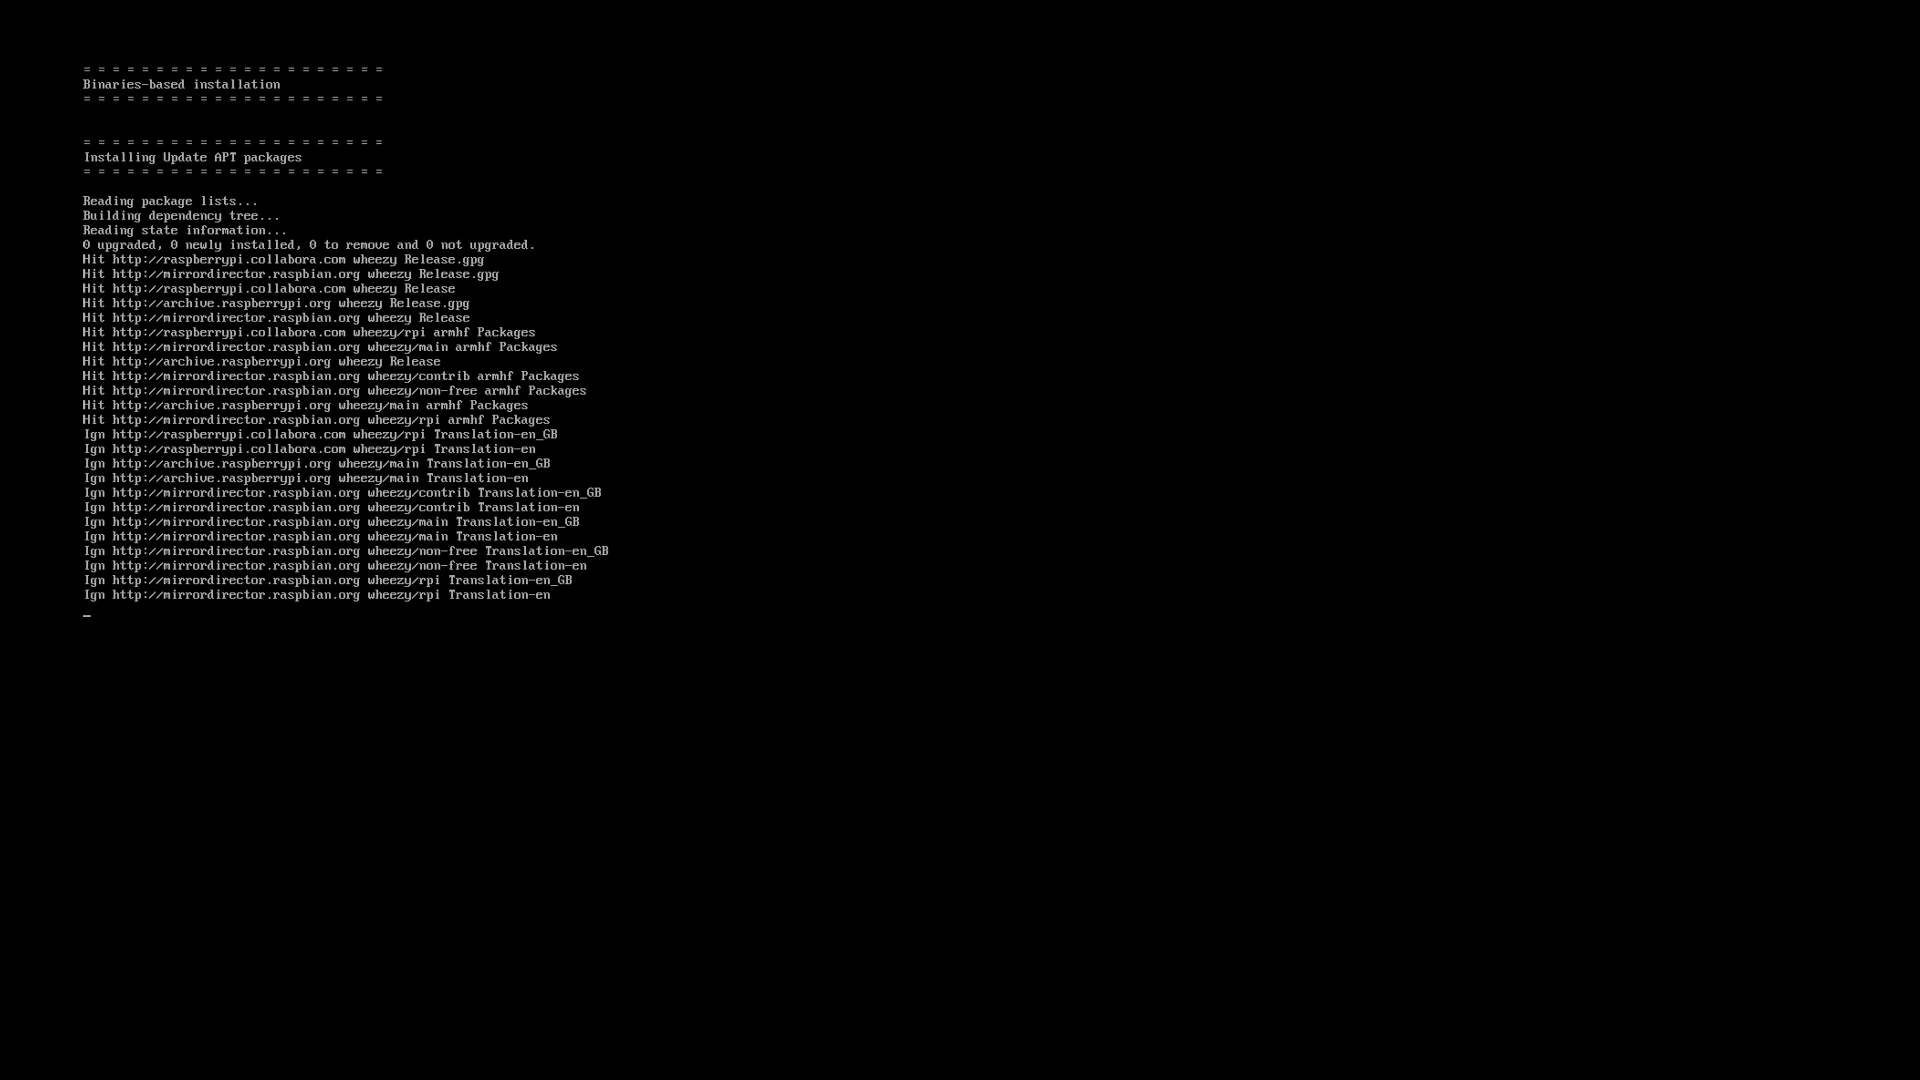 = = = = = = = = = = = = = = = = = = = = =
Binaries-based installation
= = = = = = = = = = = = = = = = = = = = =
= = = = = = = = = = = = = = = = = = = = =
Installing Update APT packages
= = = = = = = = = = = = = = = = = = = = =
Reading package lists...
Building dependency tree...
Reading state information...
0 upgraded, 0 newly installed, 0 to remove and 0 not upgraded.
Hit http://raspberrypi.collabora.com wheezy Release.gpg
Hit http://mirrordirector.raspbian.org wheezy Release.gpg
Hit http://raspberrypi.collabora.com wheezy Release
Hit http://archive.raspberrypi.org wheezy Release.gpg
Hit http://mirrordirector.raspbian.org wheezy Release
Hit http://raspberrypi.collabora.com wheezy/rpi armhf Packages
Hit http://mirrordirector.raspbian.org wheezy/main armhf Packages
Hit http://archive.raspberrypi.org wheezy Release
Hit http://mirrordirector.raspbian.org wheezy/contrib armhf Packages
Hit http://mirrordirector.raspbian.org wheezy/non-free armhf Packages
Hit http://archive.raspberrypi.org wheezy/main armhf Packages
Hit http://mirrordirector.raspbian.org wheezy/rpi armhf Packages
Ign http://raspberrypi.collabora.com wheezy/rpi Translation-en_GB
Ign http://raspberrypi.collabora.com wheezy/rpi Translation-en
Ign http://archive.raspberrypi.org wheezy/main Translation-en_GB
Ign http://archive.raspberrypi.org wheezy/main Translation-en
Ign http://mirrordirector.raspbian.org wheezy/contrib Translation-en_GB
Ign http://mirrordirector.raspbian.org wheezy/contrib Translation-en
Ign http://mirrordirector.raspbian.org wheezy/main Translation-en_GB
Ign http://mirrordirector.raspbian.org wheezy/main Translation-en
Ign http://mirrordirector.raspbian.org wheezy/non-free Translation-en_GB
Ign http://mirrordirector.raspbian.org wheezy/non-free Translation-en
Ign http://mirrordirector.raspbian.org wheezy/rpi Translation-en_GB
Ign http://mirrordirector.raspbian.org wheezy/rpi Translation-en